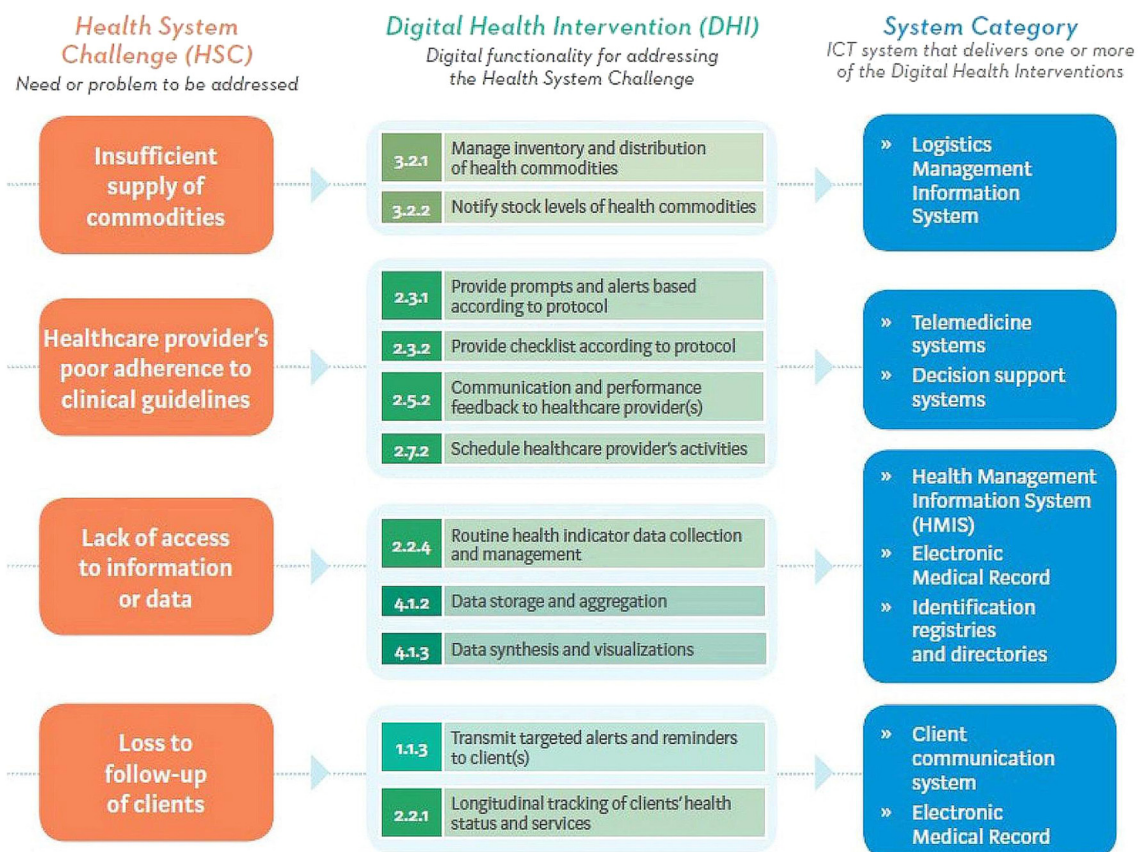 Health System
Challenge (HSC)
Need or problem to be addressed
Digital Health Intervention (DHI)
Digital functionality for addressing
the Health System Challenge
System Category
ICT system that delivers one or more
of the Digital Health Interventions
Insufficient
supply of
commodities
3.2.1
Manage inventory and distribution
of health commodities
3.2.2
Notify stock levels of health commodities
» Logistics
Management
Information
System
Healthcare provider's
poor adherence to
clinical guidelines
2.3.1
Provide prompts and alerts based
according to protocol
2.3.2
Provide checklist according to protocol
2.5.2
Communication and performance
feedback to healthcare provider(s)
2.7.2
Schedule healthcare provider's activities
» Telemedicine
systems
» Decision support
systems
Lack of access
to information
or data
2.2.4
Routine health indicator data collection
and management
4.1.2
Data storage and aggregation
4.1.3
Data synthesis and visualizations
» Health Management
Information System
(HMIS)
» Electronic
Medical Record
» Identification
registries
and directories
Loss to
follow-up
of clients
1.1.3
Transmit targeted alerts and reminders
to client(s)
2.2.1
Longitudinal tracking of clients' health
status and services
» Client
communication
system
» Electronic
Medical Record